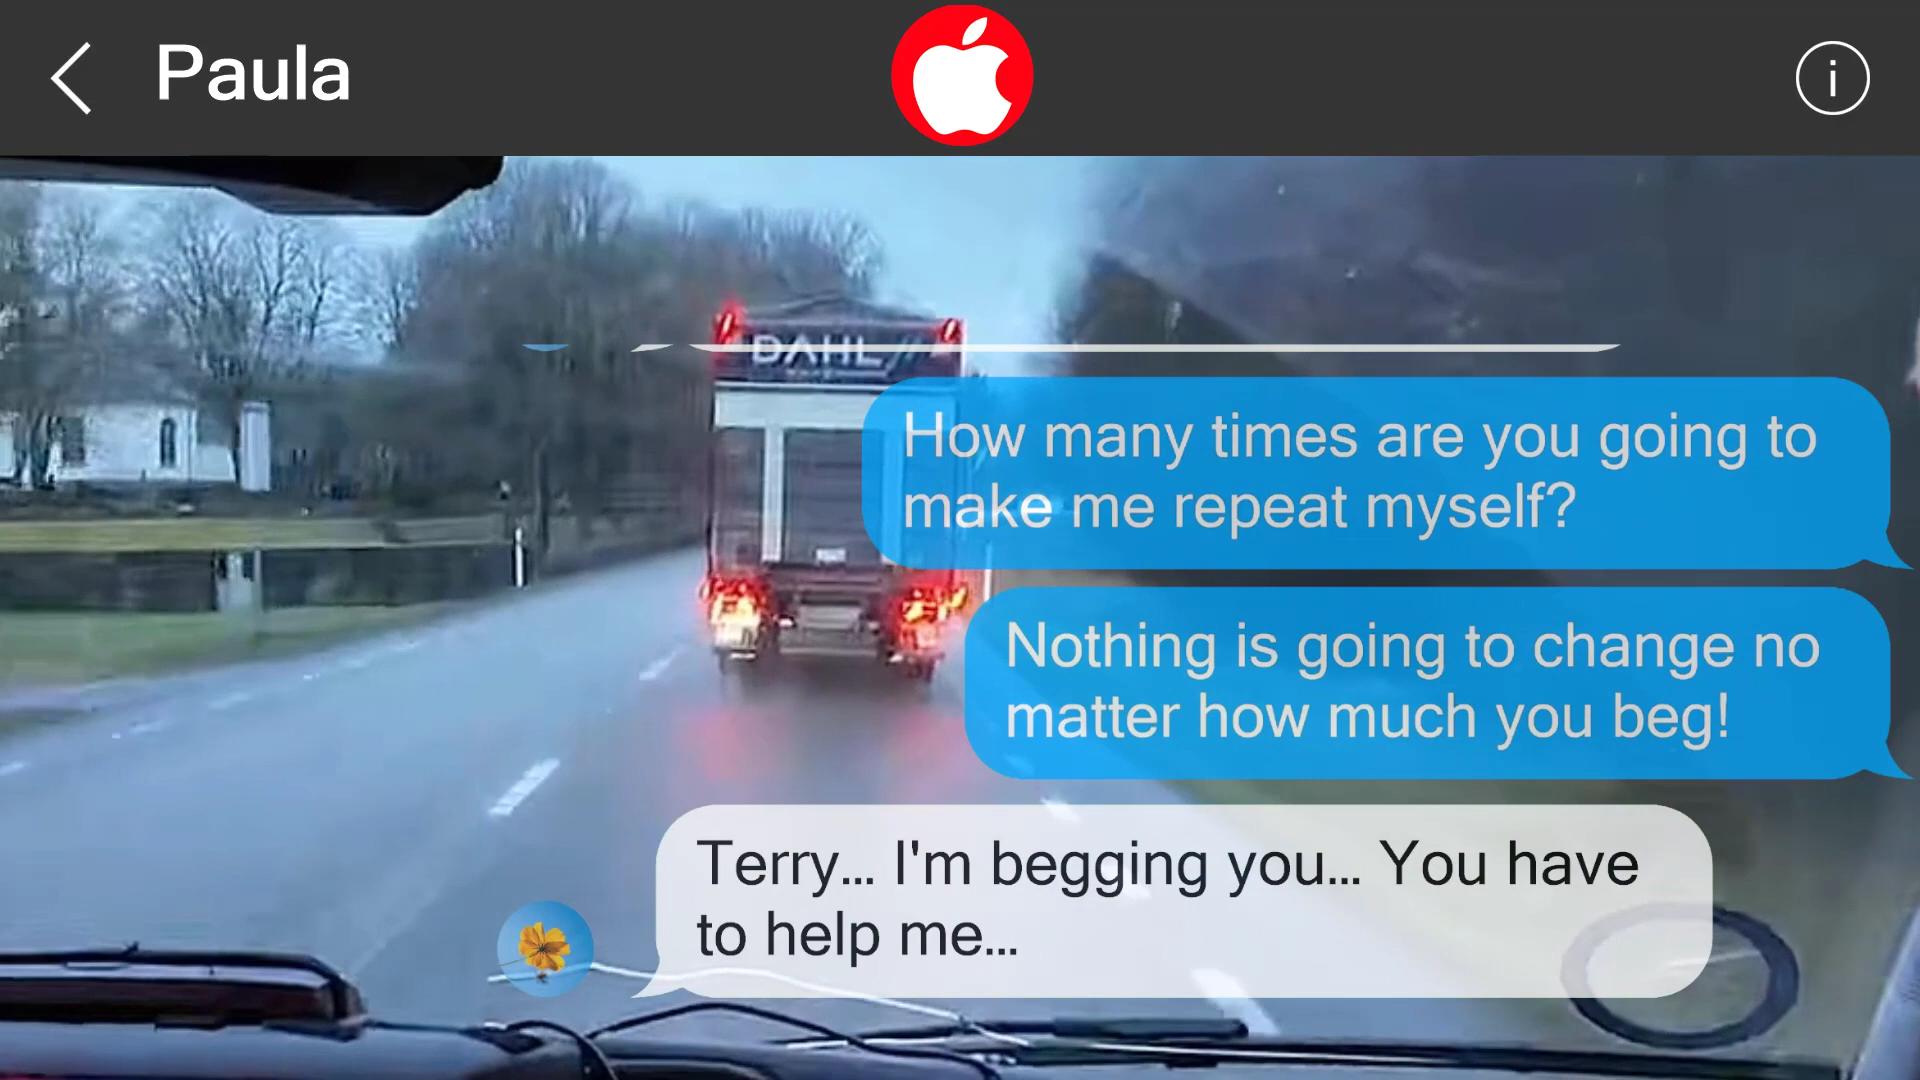 Paula
DAHL
How many times are you going to
make me repeat myself?
Nothing is going to change no
matter how much you beg!
Terry... I'm begging you... You have
to help me...